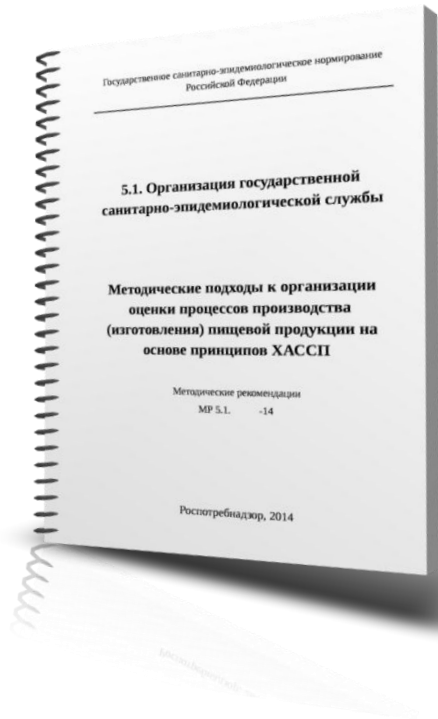 Государственное санитарно-эпидемиологическое нормирование
Российской Федерации
5.1. Организация государственной
санитарно-эпидемиологической службы
Методические подходы к организации
оценки процессов производства
(изготовления) пищевой продукции на
основе принципов ХАССП
Методические рекомендации
МР 5.1. -14
Роспотребнадзор, 2014